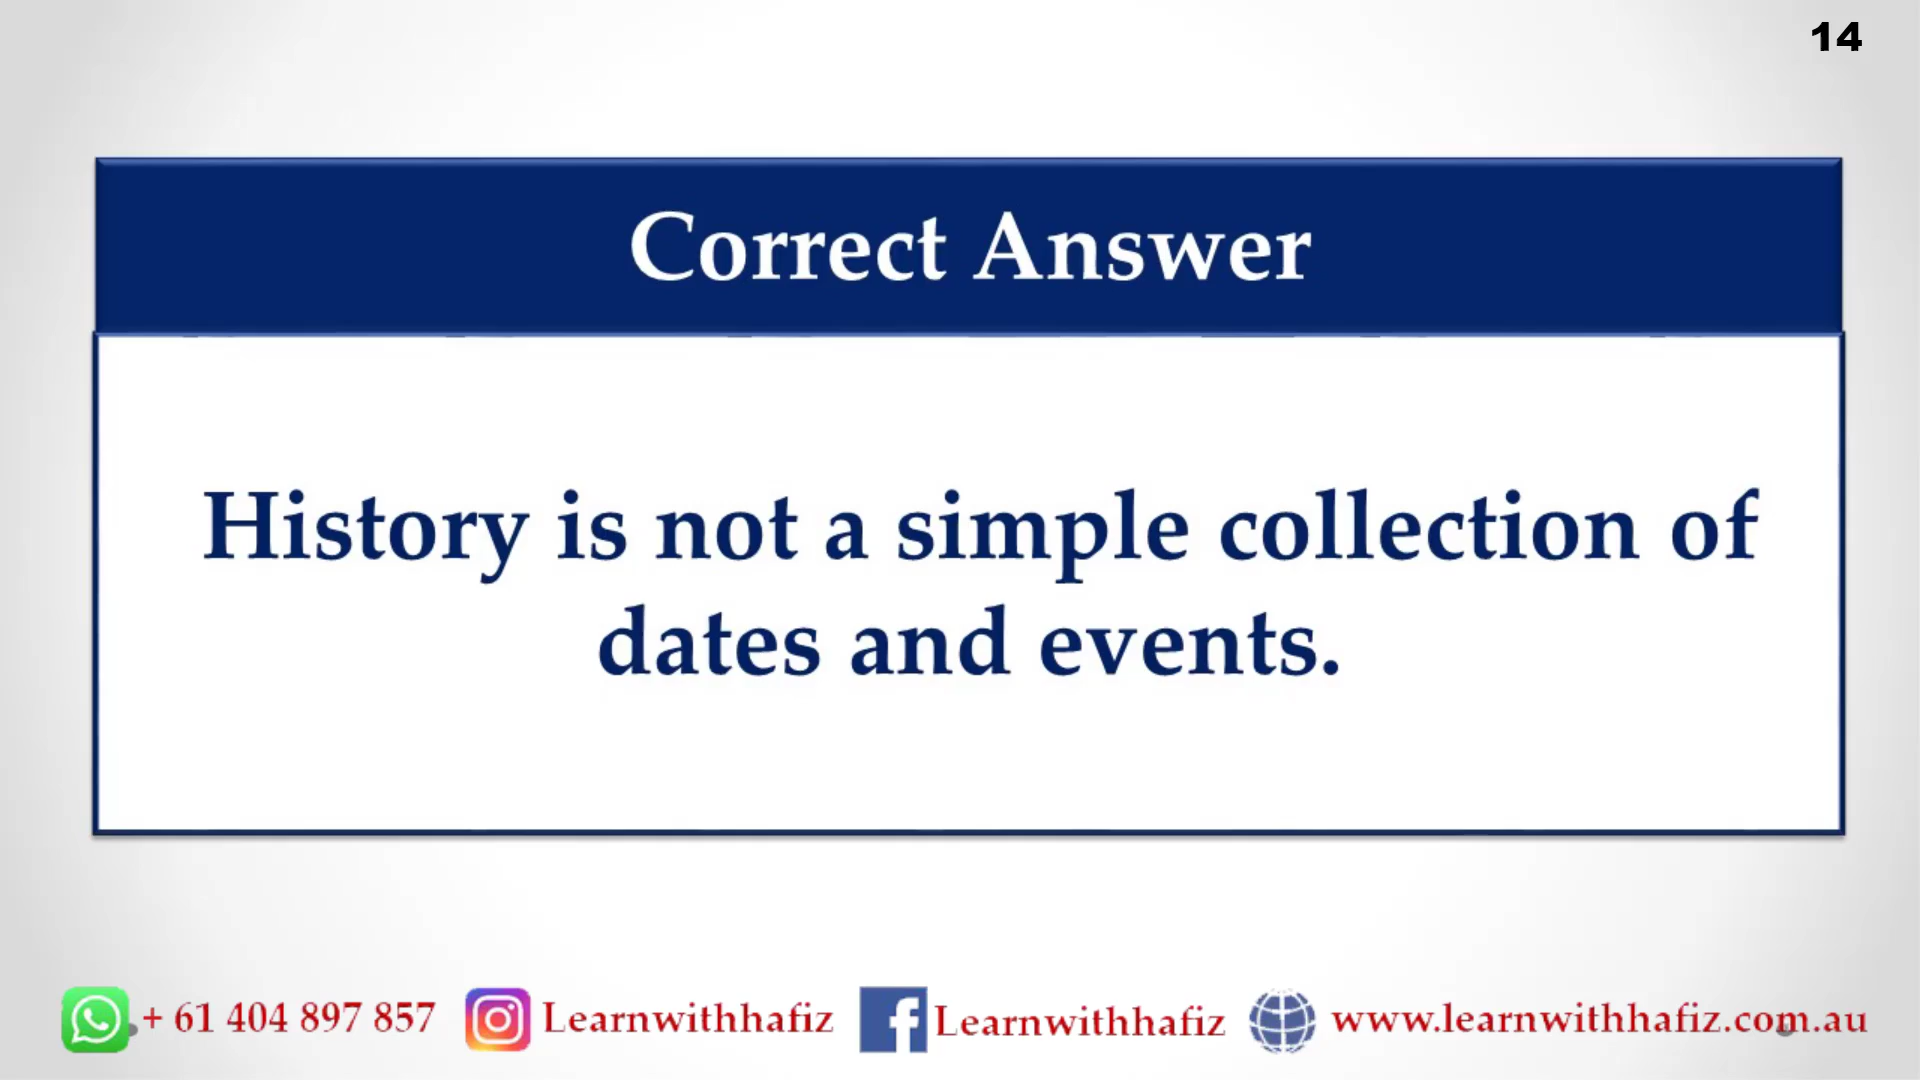 14
Correct Answer
History is not a simple collection of
dates and events.
+ 61 404 897 857 Learnwithhafiz Learnwithhafiz www.learnwithhafiz.com.au